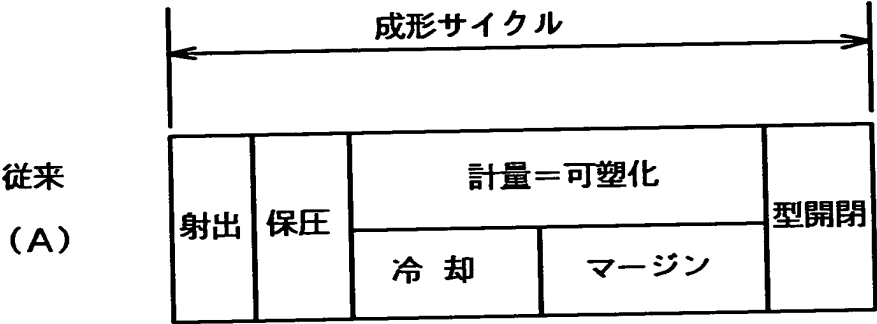 成形サイクル
従来
(A)
射出
保圧
計量=可塑化
冷却
マージン
型開閉